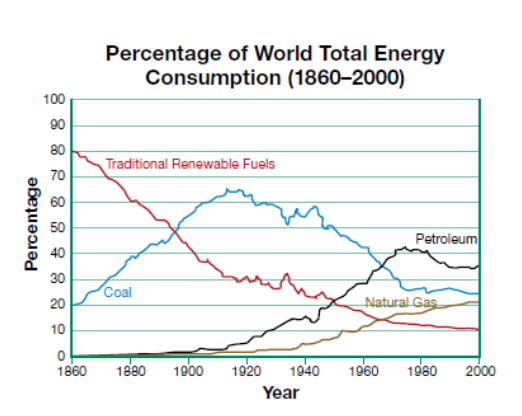 Percentage of World Total Energy
Consumption (1860–2000)
100
90
80
70
60
50
40
30
20
10
0
Percentage
Traditional Renewable Fuels
Coal
Petroleum
Natural Gas
1860 1880 1900 1920 1940 1960 1980 2000
Year